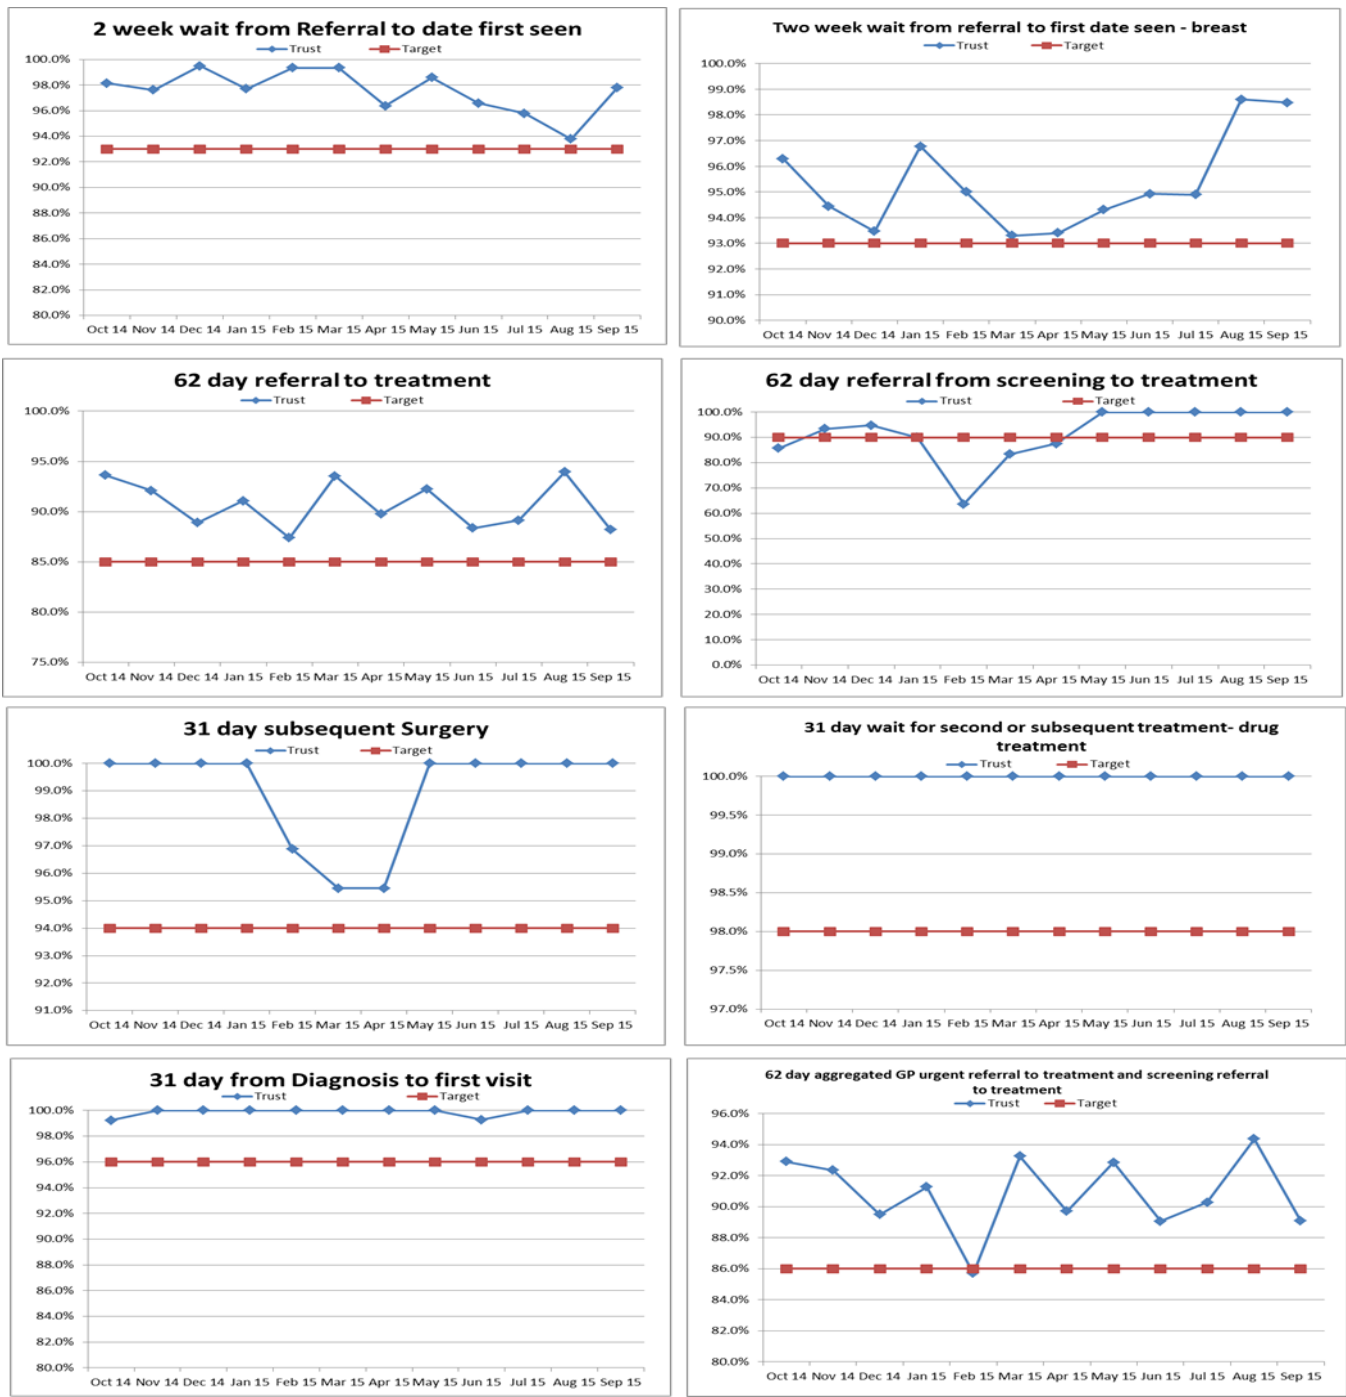 2 week wait from Referral to date first seen
Trust Target
100.0%
98.0%
96.0%
94.0%
92.0%
90.0%
88.0%
86.0%
84.0%
82.0%
80.0%
Oct 14 Nov 14 Dec 14 Jan 15 Feb 15 Mar 15 Apr 15 May 15 Jun 15 Jul 15 Aug 15 Sep 15
Two week wait from referral to first date seen - breast
Trust Target
100.0%
99.0%
98.0%
97.0%
96.0%
95.0%
94.0%
93.0%
92.0%
91.0%
90.0%
Oct 14 Nov 14 Dec 14 Jan 15 Feb 15 Mar 15 Apr 15 May 15 Jun 15 Jul 15 Aug 15 Sep 15
62 day referral to treatment
Trust Target
100.0%
95.0%
90.0%
85.0%
80.0%
75.0%
Oct 14 Nov 14 Dec 14 Jan 15 Feb 15 Mar 15 Apr 15 May 15 Jun 15 Jul 15 Aug 15 Sep 15
62 day referral from screening to treatment
Trust Target
100.0%
90.0%
80.0%
70.0%
60.0%
50.0%
40.0%
30.0%
20.0%
10.0%
0.0%
Oct 14 Nov 14 Dec 14 Jan 15 Feb 15 Mar 15 Apr 15 May 15 Jun 15 Jul 15 Aug 15 Sep 15
31 day subsequent Surgery
Trust Target
100.0%
99.0%
98.0%
97.0%
96.0%
95.0%
94.0%
93.0%
92.0%
91.0%
Oct 14 Nov 14 Dec 14 Jan 15 Feb 15 Mar 15 Apr 15 May 15 Jun 15 Jul 15 Aug 15 Sep 15
31 day wait for second or subsequent treatment- drug
treatment
Trust Target
100.0%
99.5%
99.0%
98.5%
98.0%
97.5%
97.0%
Oct 14 Nov 14 Dec 14 Jan 15 Feb 15 Mar 15 Apr 15 May 15 Jun 15 Jul 15 Aug 15 Sep 15
31 day from Diagnosis to first visit
Trust Target
100.0%
98.0%
96.0%
94.0%
92.0%
90.0%
88.0%
86.0%
84.0%
82.0%
80.0%
Oct 14 Nov 14 Dec 14 Jan 15 Feb 15 Mar 15 Apr 15 May 15 Jun 15 Jul 15 Aug 15 Sep 15
62 day aggregated GP urgent referral to treatment and screening referral
to treatment
Trust Target
96.0%
94.0%
92.0%
90.0%
88.0%
86.0%
84.0%
82.0%
80.0%
Oct 14 Nov 14 Dec 14 Jan 15 Feb 15 Mar 15 Apr 15 May 15 Jun 15 Jul 15 Aug 15 Sep 15